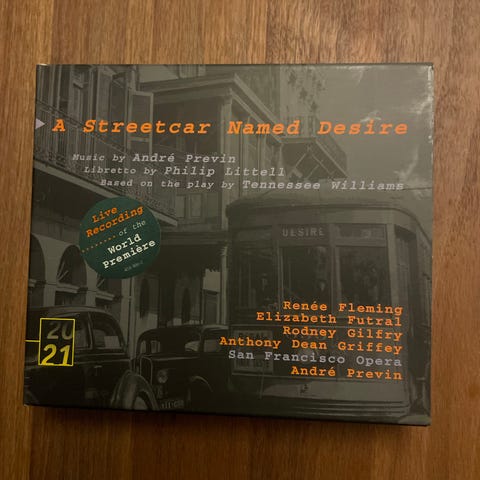 A Streetcar Named Desire
Music by André Previn
Libretto by Philip Littell
Based on the play by Tennessee Williams
Live
Recording
........ of the
World
Première
DESIRE
Renée Fleming
Elizabeth Futral
Rodney Gilfry
Anthony Dean Griffey
San Francisco Opera
André Previn
20
21